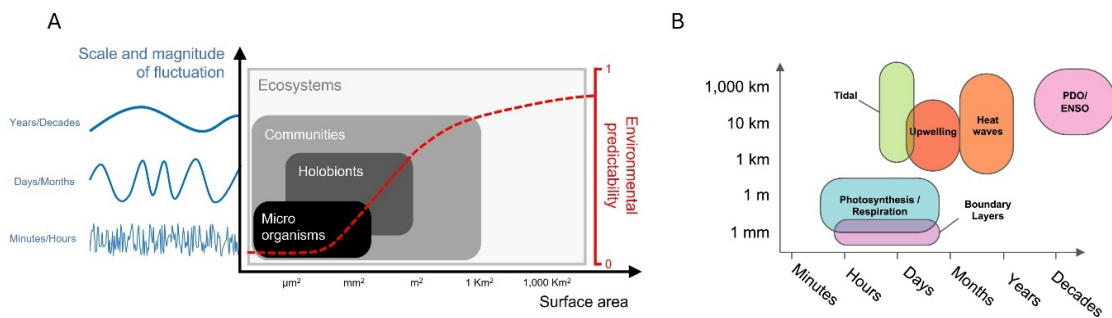 A
Scale and magnitude
of fluctuation
Years/Decades
Days/Months
Minutes/Hours
Ecosystems
Communities
Holobionts
Micro
organisms
1
Environmental
predictability
0
µm²
mm²
m²
1 Km²
1,000 Km²
Surface area
B
1,000 km
10 km
1 km
1 m
1 mm
Tidal
Upwelling
Heat
waves
PDO/
ENSO
Photosynthesis /
Respiration
Boundary
Layers
Minutes
Hours
Days
Months
Years
Decades